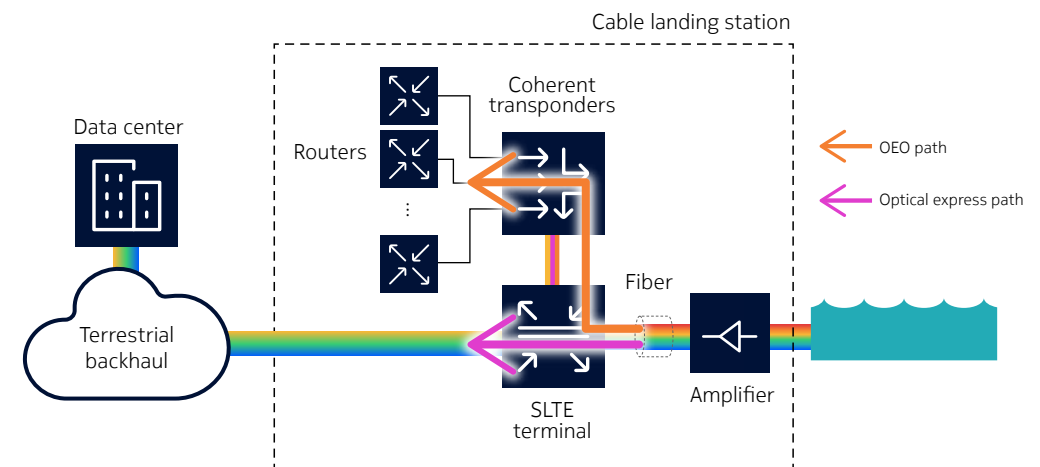 Cable landing station
Coherent
transponders
Data center
Routers
OEO path
Optical express path
Fiber
Terrestrial
backhaul
Amplifier
SLTE
terminal